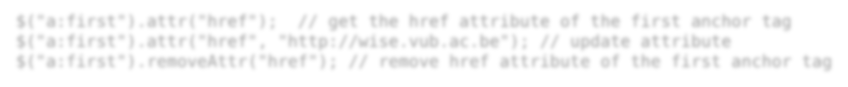 $("a:first").attr("href");  // get the href attribute of the first anchor tag
$("a:first").attr("href", "http://wise.vub.ac.be"); // update attribute
$("a:first").removeAttr("href"); // remove href attribute of the first anchor tag